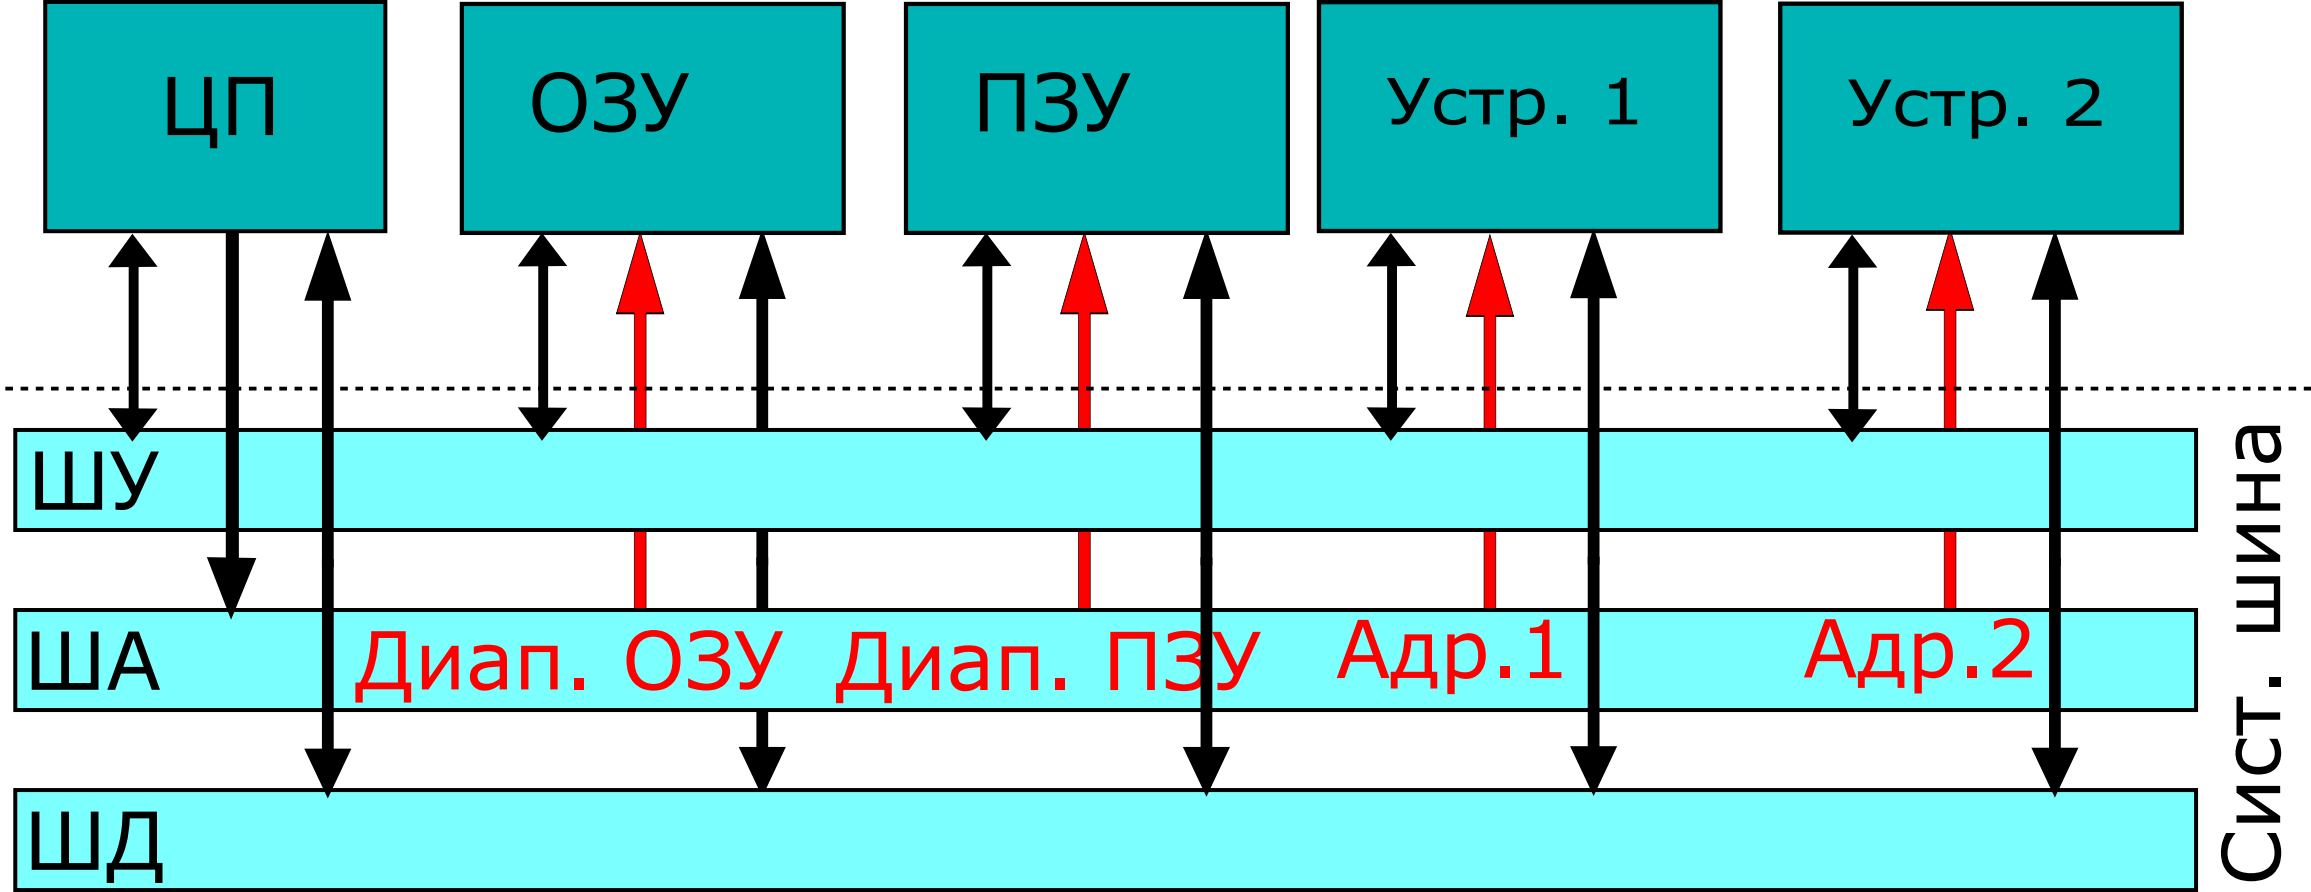 ЦП
ОЗУ
ПЗУ
Устр. 1
Устр. 2
ШУ
ША
Диап. ОЗУ
Диап. ПЗУ
Адр.1
Адр.2
ШД
Сист. шина